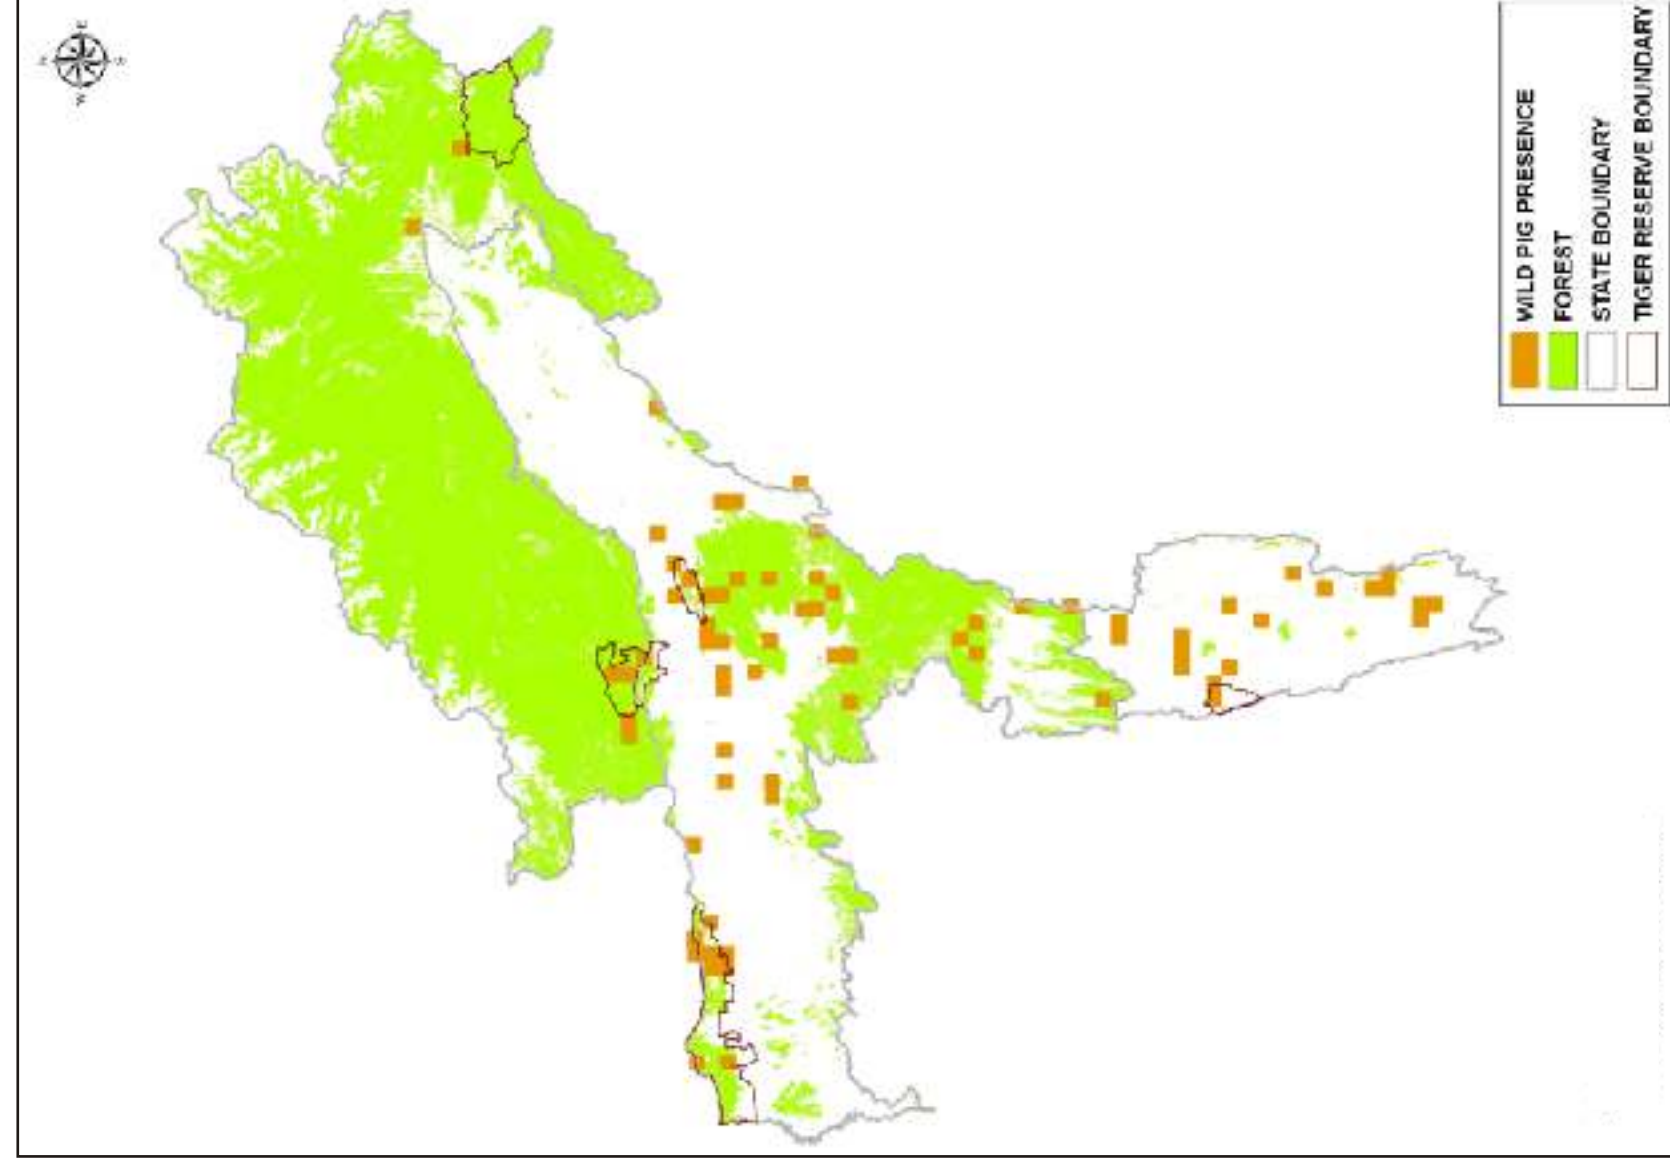 WILD PIG PRESENCE
FOREST
STATE BOUNDARY
TIGER RESERVE BOUNDARY
E
W